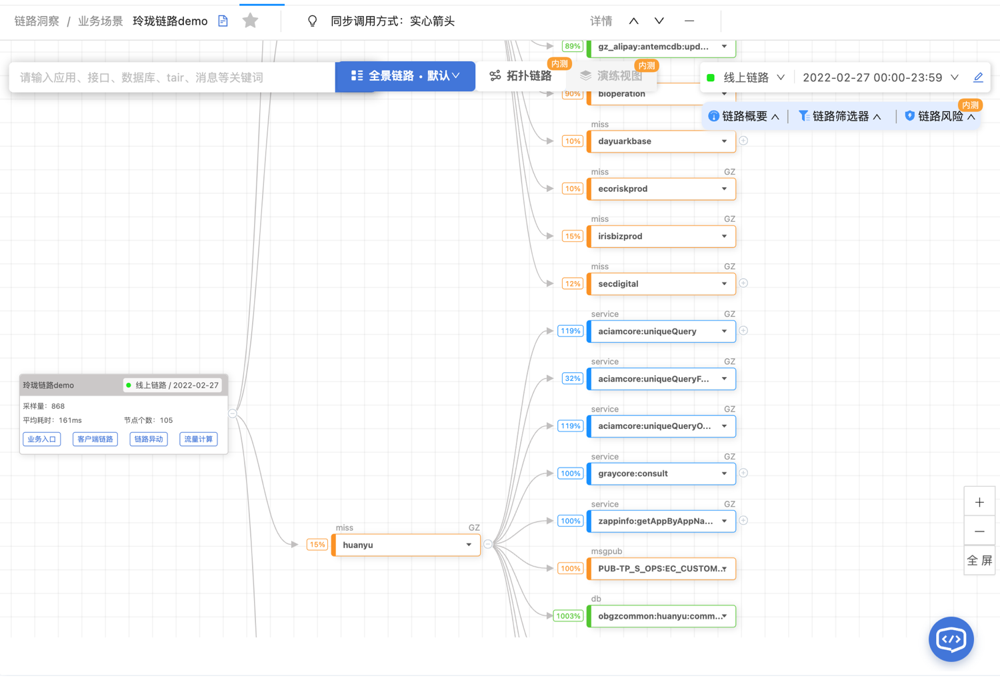 链路洞察 / 业务场景 玲珑链路demo
同步调用方式：实心箭头
详情
89% gz_alipay:antemcdb:upd...
请输入应用、接口、数据库、tair、消息等关键词
全景链路 · 默认
拓扑链路
内测
演练视图
内测
线上链路
2022-02-27 00:00-23:59
90% bioperation
链路概要
链路筛选器
链路风险
内测
miss
10% dayuarkbase
miss GZ
10% ecoriskprod
miss GZ
15% irisbizprod
miss GZ
12% secdigital
service GZ
119% aciamcore:uniqueQuery
service GZ
32% aciamcore:uniqueQueryF...
service GZ
119% aciamcore:uniqueQueryO...
service GZ
100% graycore:consult
service GZ
100% zappinfo:getAppByAppNa...
msgpub
100% PUB-TP_S_OPS:EC_CUSTOM...
db
1003% obgzcommon:huanyu:comm...
玲珑链路demo
线上链路 / 2022-02-27
采样量：868
平均耗时：161ms 节点个数：105
业务入口 客户端链路 链路异动 流量计算
miss GZ
15% huanyu
全 屏